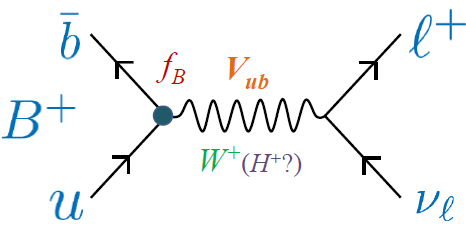 b̄
ℓ⁺
f_B
V_ub
B⁺
W⁺(H⁺?)
u
ν_ℓ